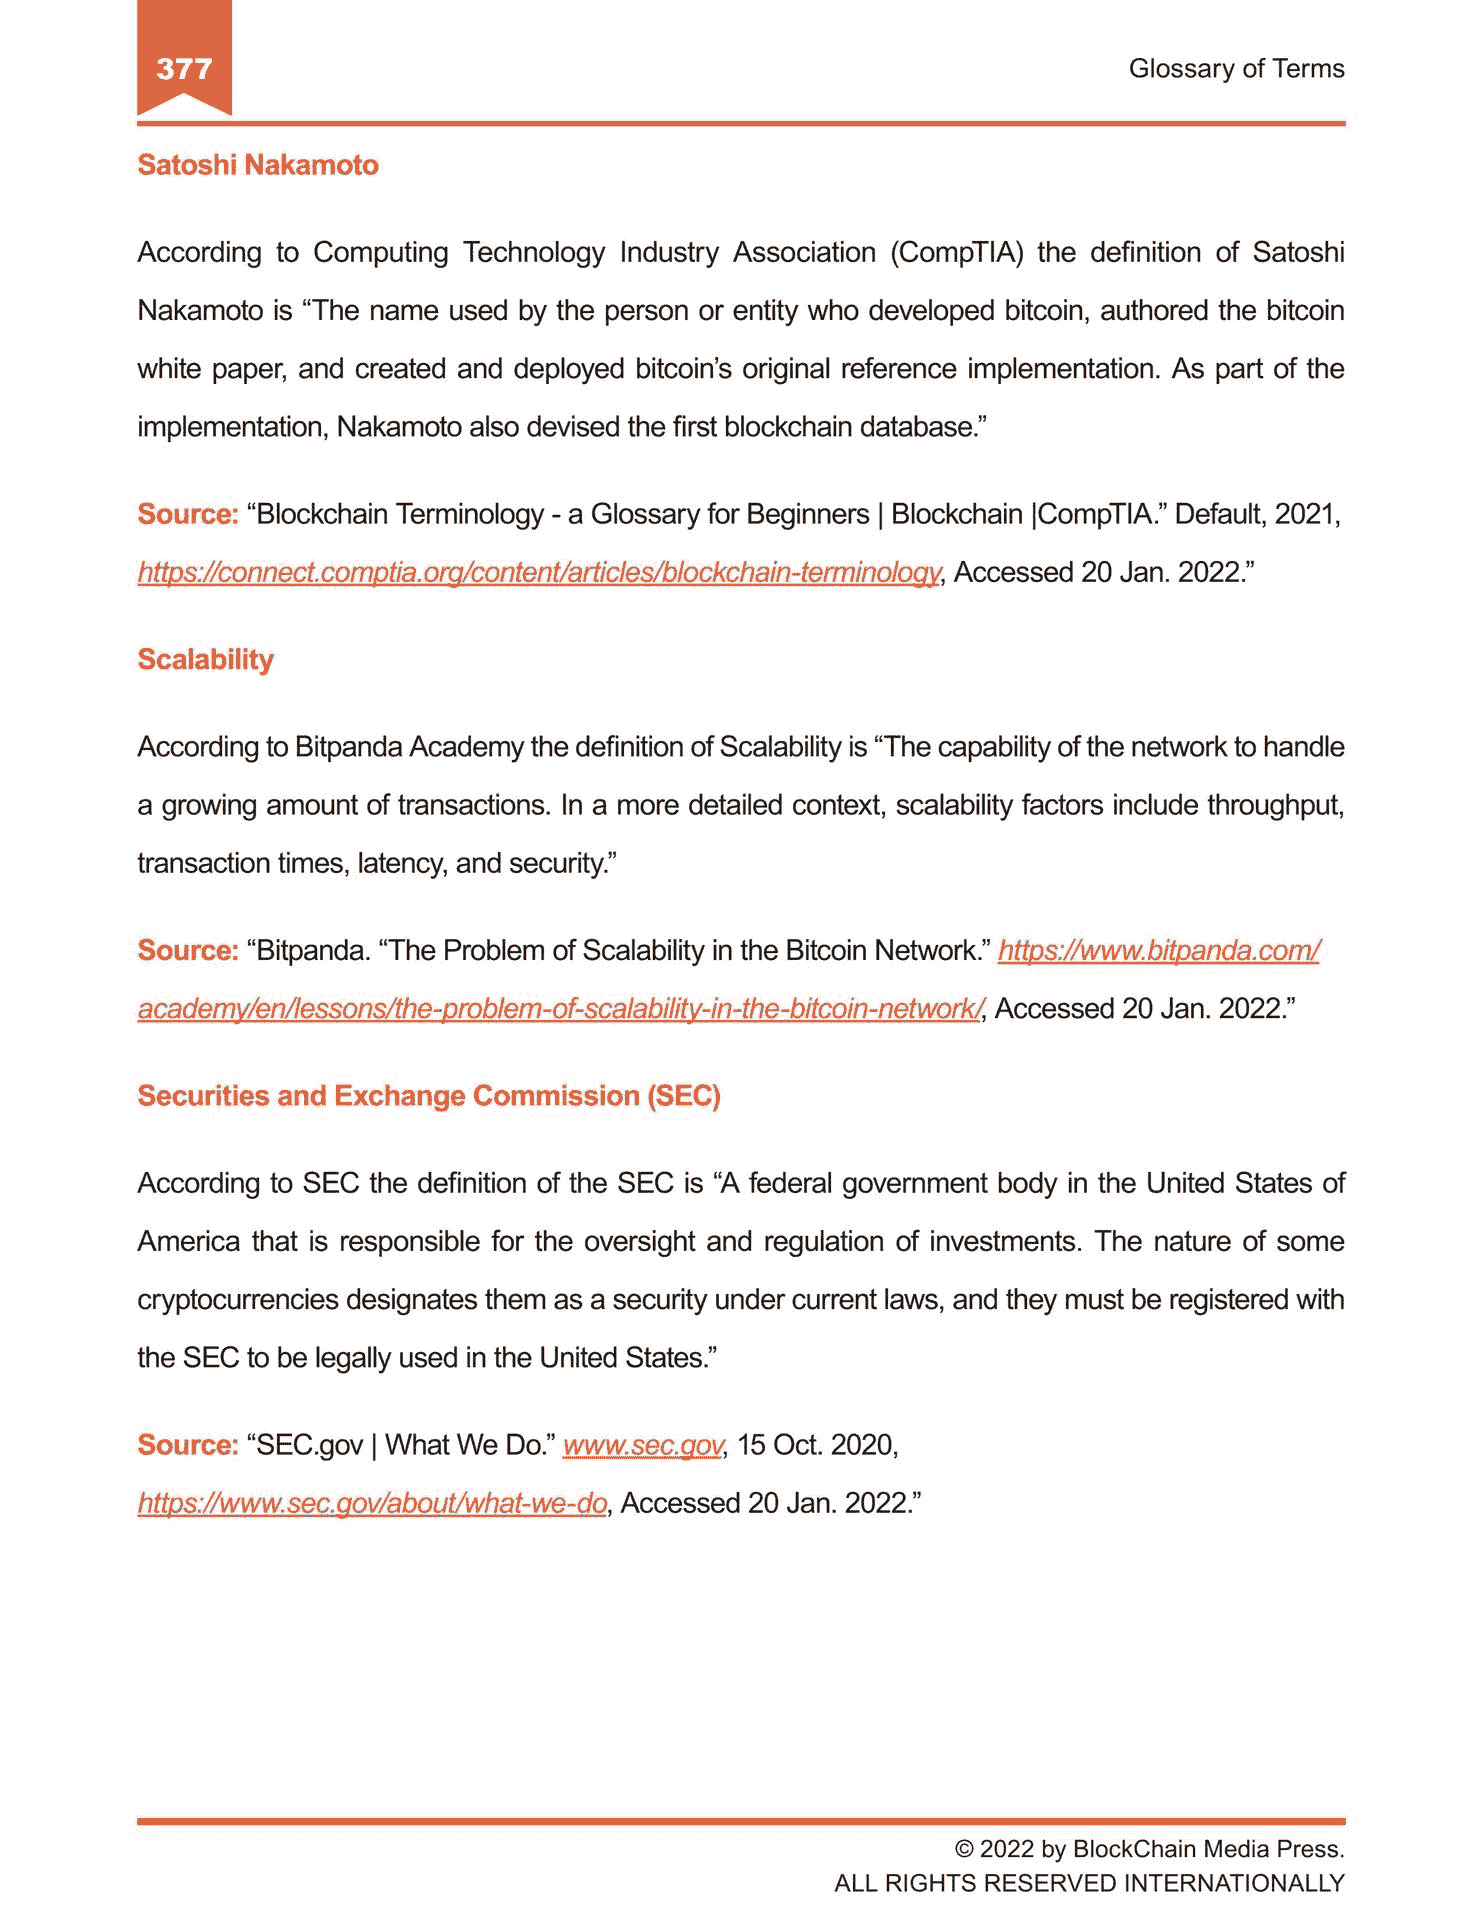 377
Glossary of Terms
Satoshi Nakamoto
According to Computing Technology Industry Association (CompTIA) the definition of Satoshi
Nakamoto is “The name used by the person or entity who developed bitcoin, authored the bitcoin
white paper, and created and deployed bitcoin’s original reference implementation. As part of the
implementation, Nakamoto also devised the first blockchain database.”
Source: “Blockchain Terminology - a Glossary for Beginners | Blockchain |CompTIA.” Default, 2021,
https://connect.comptia.org/content/articles/blockchain-terminology, Accessed 20 Jan. 2022.”
Scalability
According to Bitpanda Academy the definition of Scalability is “The capability of the network to handle
a growing amount of transactions. In a more detailed context, scalability factors include throughput,
transaction times, latency, and security.”
Source: “Bitpanda. “The Problem of Scalability in the Bitcoin Network.” https://www.bitpanda.com/
academy/en/lessons/the-problem-of-scalability-in-the-bitcoin-network/, Accessed 20 Jan. 2022.”
Securities and Exchange Commission (SEC)
According to SEC the definition of the SEC is “A federal government body in the United States of
America that is responsible for the oversight and regulation of investments. The nature of some
cryptocurrencies designates them as a security under current laws, and they must be registered with
the SEC to be legally used in the United States.”
Source: “SEC.gov | What We Do.” www.sec.gov, 15 Oct. 2020,
https://www.sec.gov/about/what-we-do, Accessed 20 Jan. 2022.”
© 2022 by BlockChain Media Press.
ALL RIGHTS RESERVED INTERNATIONALLY